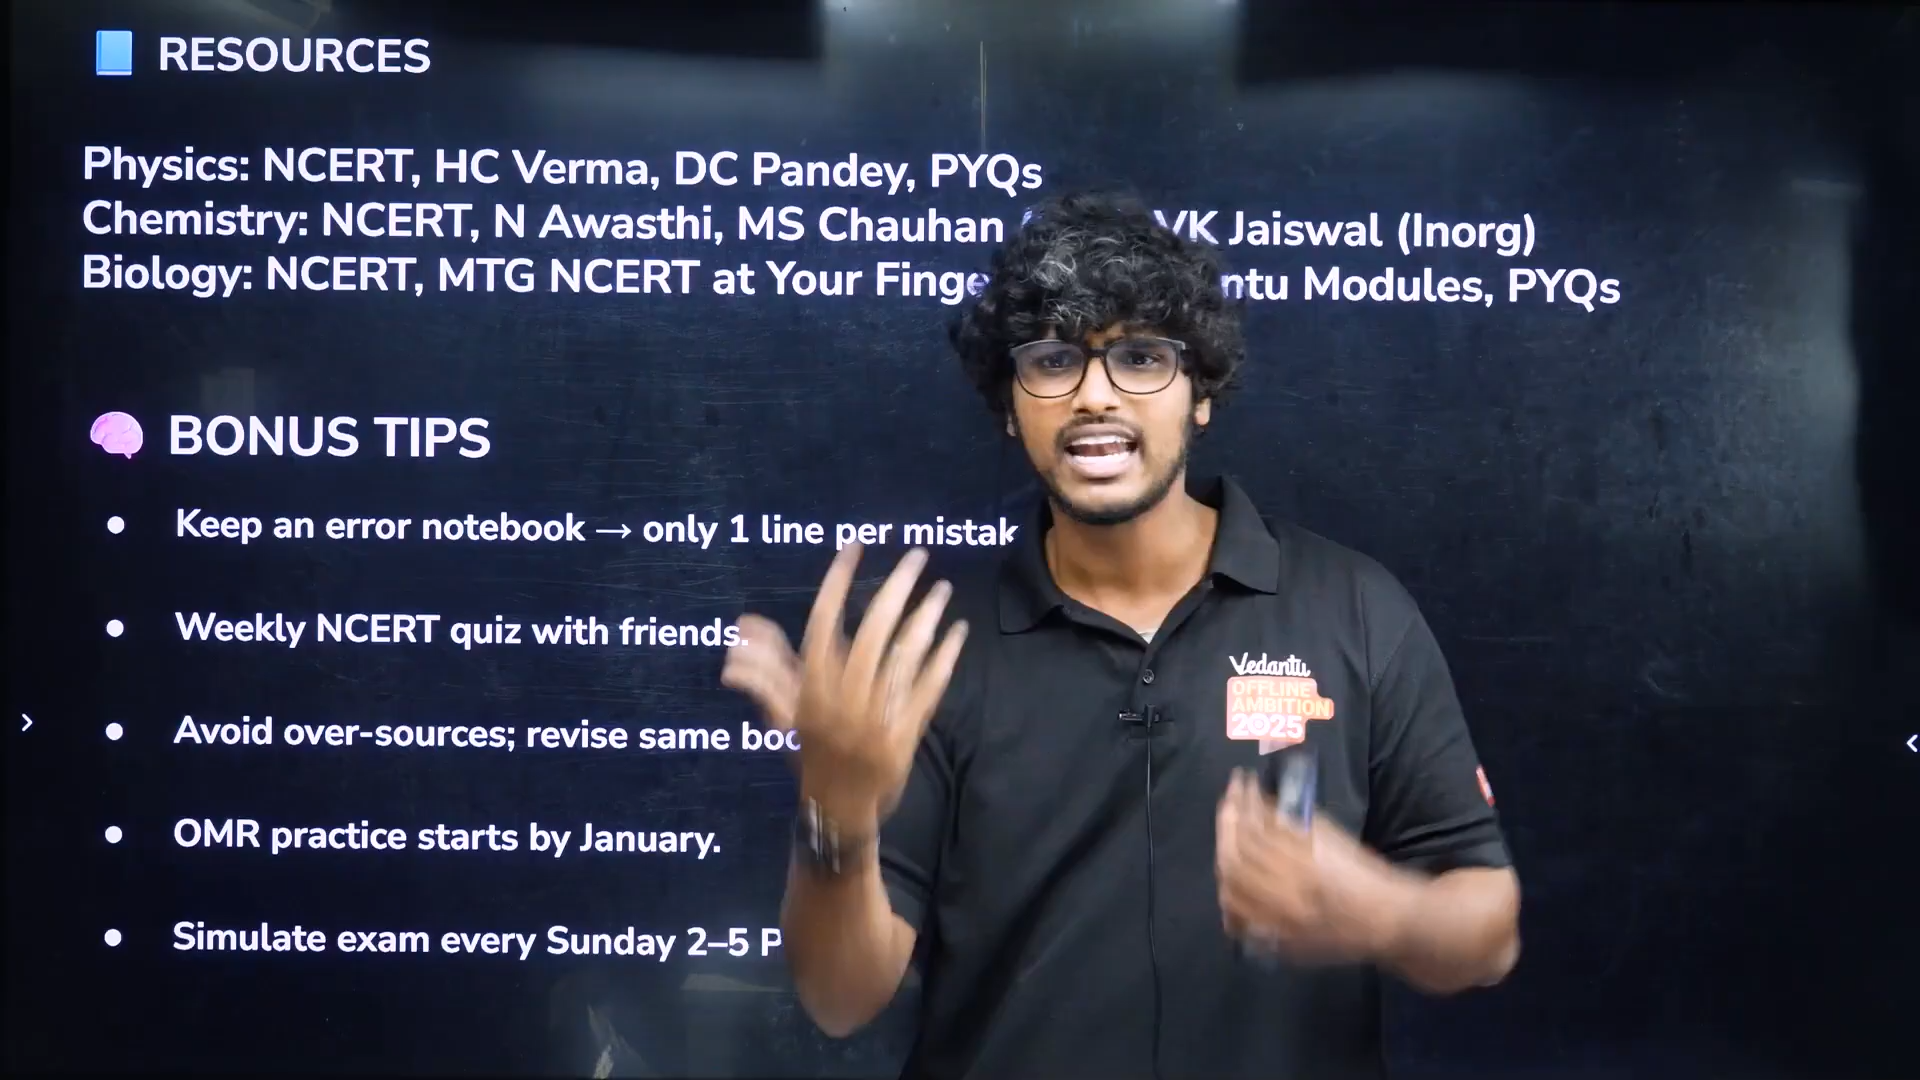 RESOURCES
Physics: NCERT, HC Verma, DC Pandey, PYQs
Chemistry: NCERT, N Awasthi, MS Chauhan VK Jaiswal (Inorg)
Biology: NCERT, MTG NCERT at Your Modules, PYQs
BONUS TIPS
Keep an error notebook → only 1 line per
Weekly NCERT quiz with friends.
Avoid over-sources; revise same
OMR practice starts by January.
Simulate exam every Sunday 2–5
Vedantu
OFFLINE
AMBITION
2025